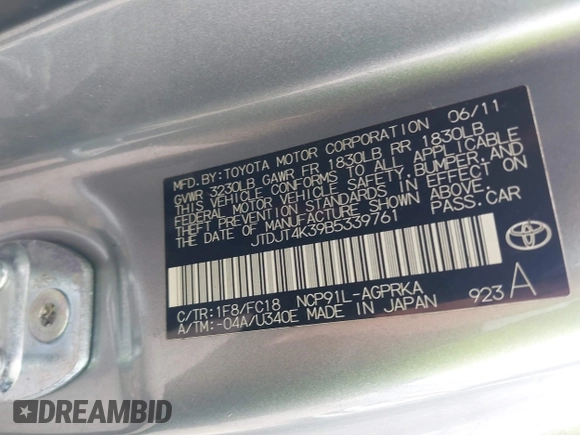 MFD. BY: TOYOTA MOTOR CORPORATION 06/11
GVWR 3230LB GAWR FR 1830LB RR 1830LB
THIS VEHICLE CONFORMS TO ALL APPLICABLE
FEDERAL MOTOR VEHICLE SAFETY, BUMPER, AND
THEFT PREVENTION STANDARDS IN EFFECT ON
THE DATE OF MANUFACTURE SHOWN ABOVE.
JTDJT4K39B5339761 PASS. CAR
C/TR: 1F8/FC18 NCP91L-AGPRKA
A/TM: -04A/U340E MADE IN JAPAN 923 A
DREAMBID